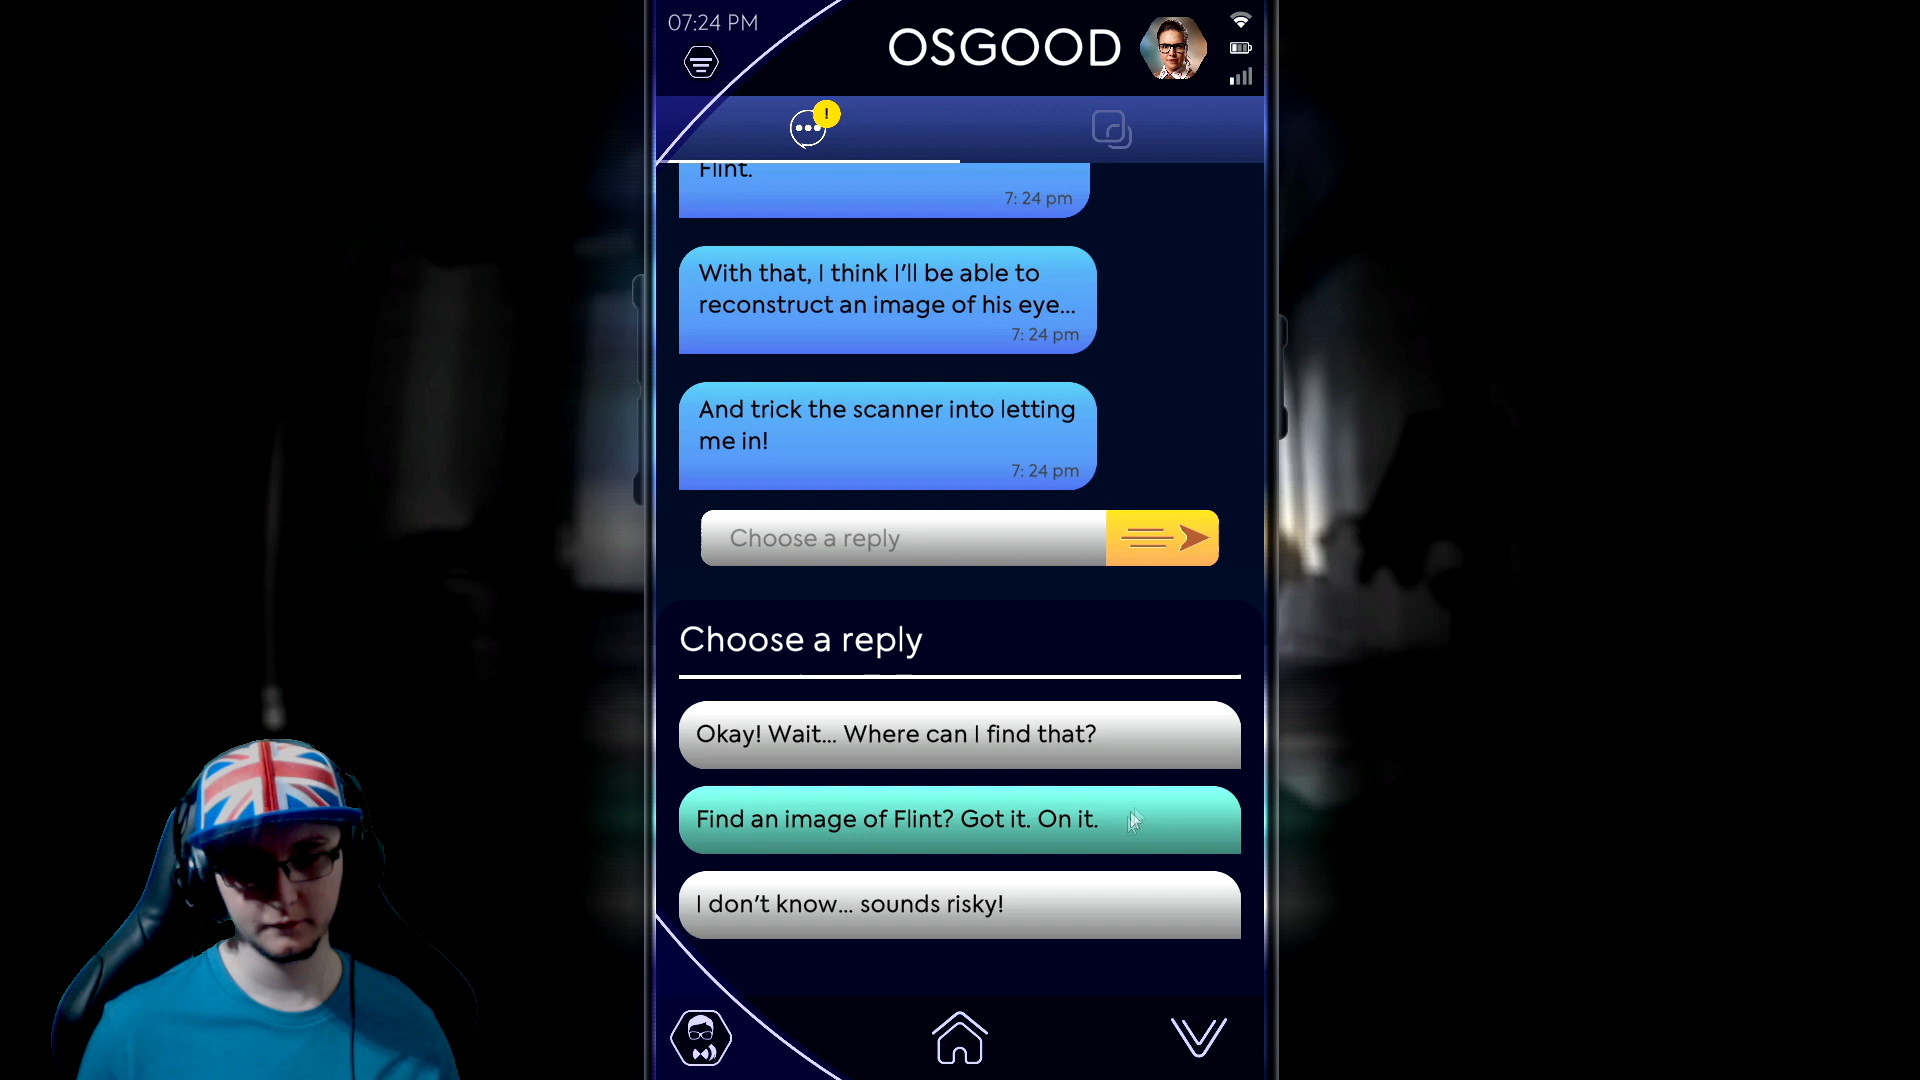 07:24 PM
OSGOOD
!
Flint.
7: 24 pm
With that, I think I'll be able to
reconstruct an image of his eye...
7: 24 pm
And trick the scanner into letting
me in!
7: 24 pm
Choose a reply
Choose a reply
Okay! Wait... Where can I find that?
Find an image of Flint? Got it. On it.
I don't know... sounds risky!